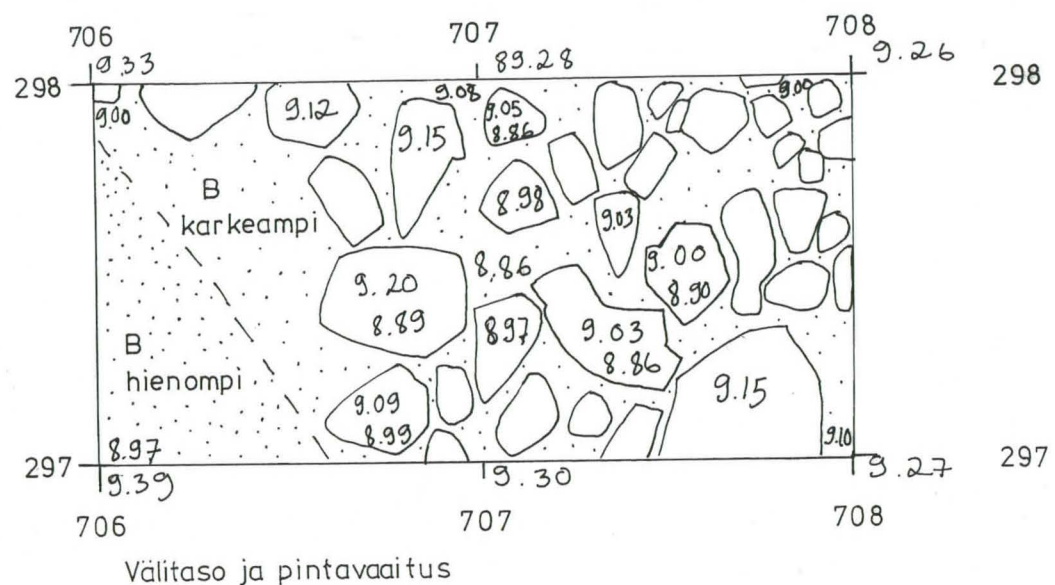 706 707 708
9.33 89.28 9.26
298 298
9.00 9.12 9.08 9.05 9.00
9.15 8.86
B 8.98 9.03
karkeampi
9.20 8,86 9.00
8.89 8.90
B 897 9.03
hienompi 8.86 9.15
9.09
8.99 9.10
8.97
297 297
9.39 9.30 9.27
706 707 708
Välitaso ja pintavaaitus